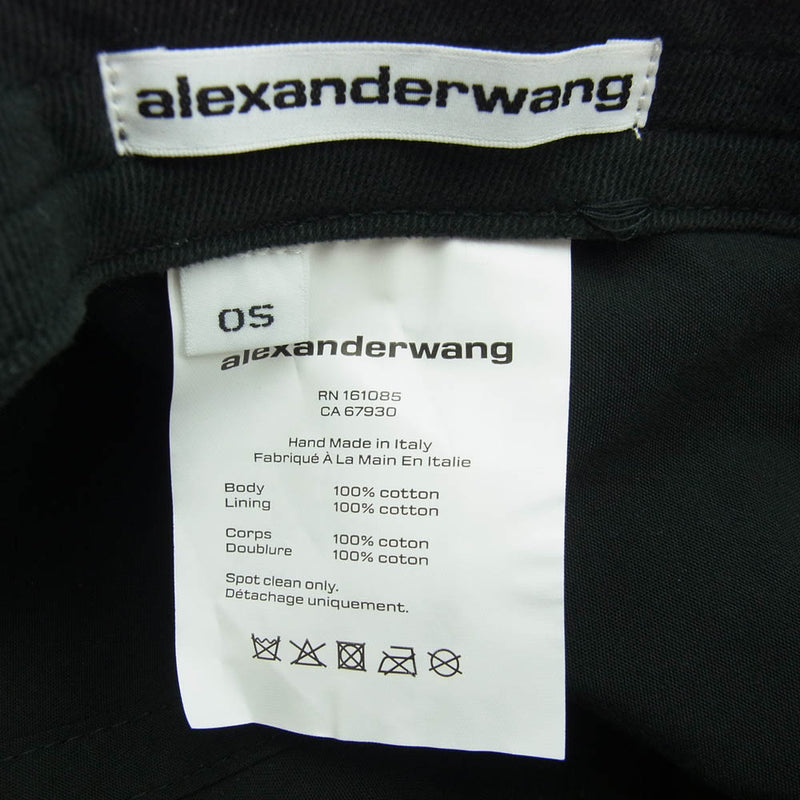 alexanderwang
OS
alexanderwang
RN 161085
CA 67930
Hand Made in Italy
Fabriqué À La Main En Italie
Body 100% cotton
Lining 100% cotton
Corps 100% coton
Doublure 100% coton
Spot clean only.
Détachage uniquement.